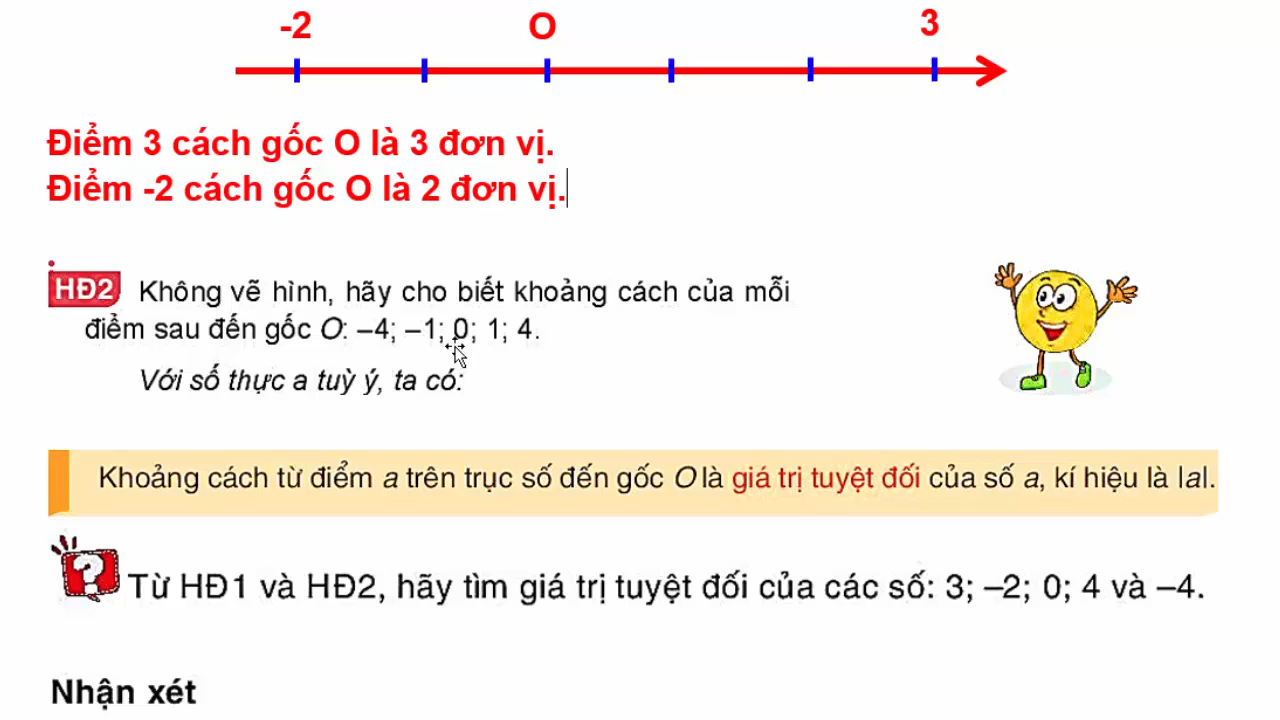 -2 O 3
Điểm 3 cách gốc O là 3 đơn vị.
Điểm -2 cách gốc O là 2 đơn vị.
HĐ2 Không vẽ hình, hãy cho biết khoảng cách của mỗi
điểm sau đến gốc O: –4; –1; 0; 1; 4.
Với số thực a tuỳ ý, ta có:
Khoảng cách từ điểm a trên trục số đến gốc O là giá trị tuyệt đối của số a, kí hiệu là |a|.
? Từ HĐ1 và HĐ2, hãy tìm giá trị tuyệt đối của các số: 3; –2; 0; 4 và –4.
Nhận xét